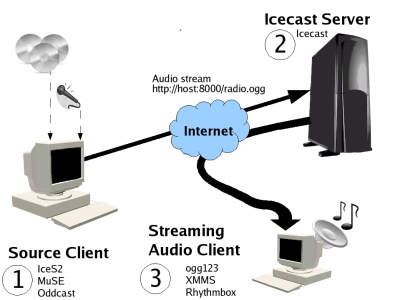 Icecast Server
2
Icecast
Audio stream
http://host:8000/radio.ogg
Internet
Source Client
1
IceS2
MuSE
Oddcast
Streaming
Audio Client
3
ogg123
XMMS
Rhythmbox